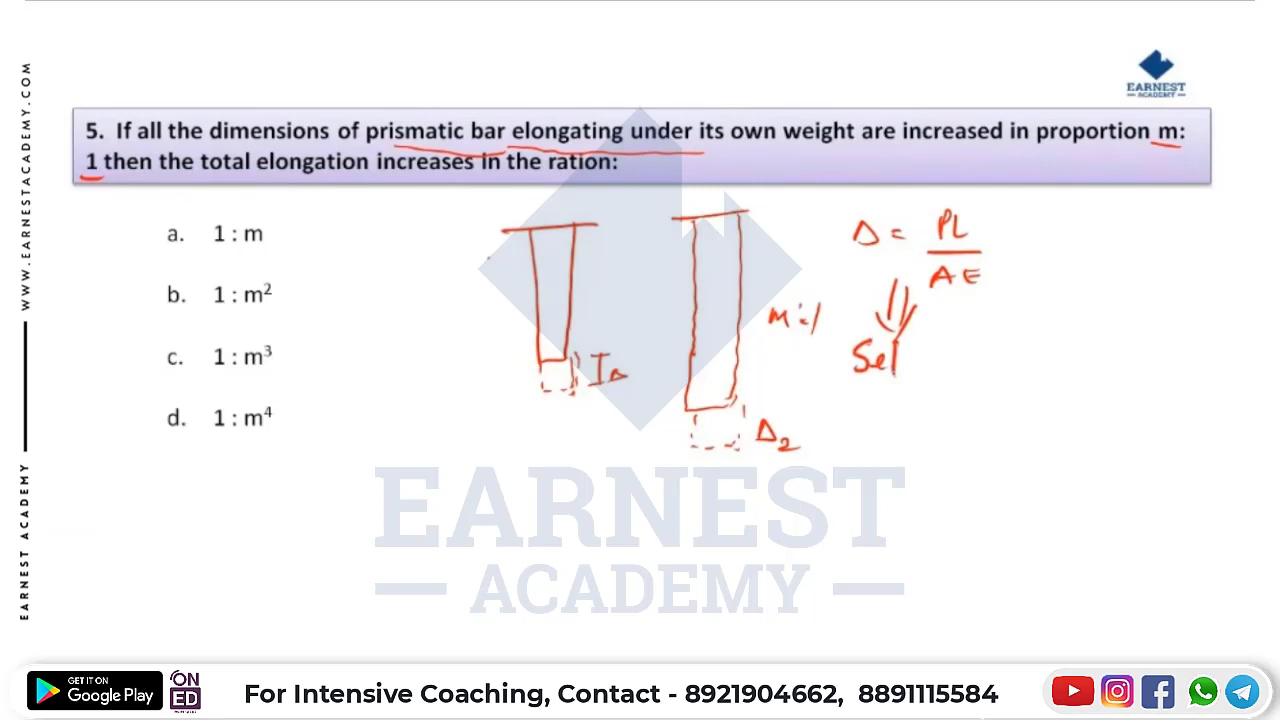 EARNEST
ACADEMY
5. If all the dimensions of prismatic bar elongating under its own weight are increased in proportion m:
1 then the total elongation increases in the ration:
a. 1 : m
b. 1 : m²
c. 1 : m³
d. 1 : m⁴
Δ = PL
AE
m:1
Sel
IΔ
Δ2
EARNEST
ACADEMY
EARNEST ACADEMY
WWW.EARNESTACADEMY.COM
GET IT ON
Google Play
ON
ED
For Intensive Coaching, Contact - 8921904662, 8891115584